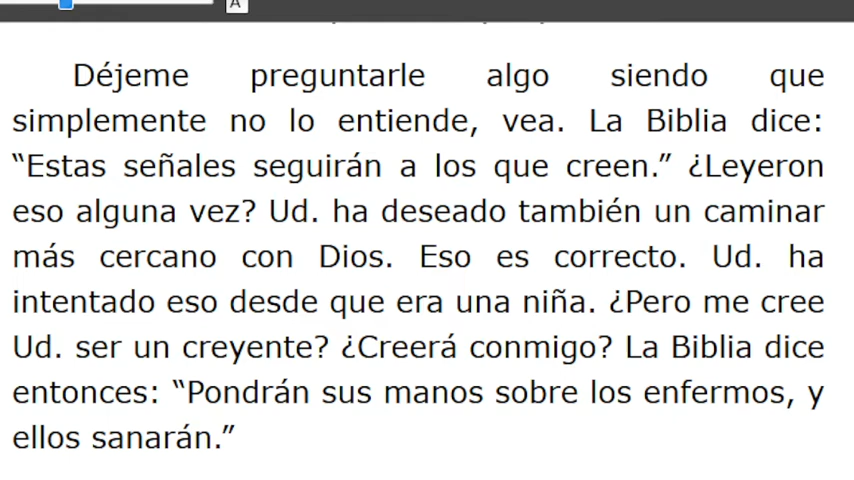 A
Déjeme preguntarle algo siendo que
simplemente no lo entiende, vea. La Biblia dice:
“Estas señales seguirán a los que creen.” ¿Leyeron
eso alguna vez? Ud. ha deseado también un caminar
más cercano con Dios. Eso es correcto. Ud. ha
intentado eso desde que era una niña. ¿Pero me cree
Ud. ser un creyente? ¿Creerá conmigo? La Biblia dice
entonces: “Pondrán sus manos sobre los enfermos, y
ellos sanarán.”